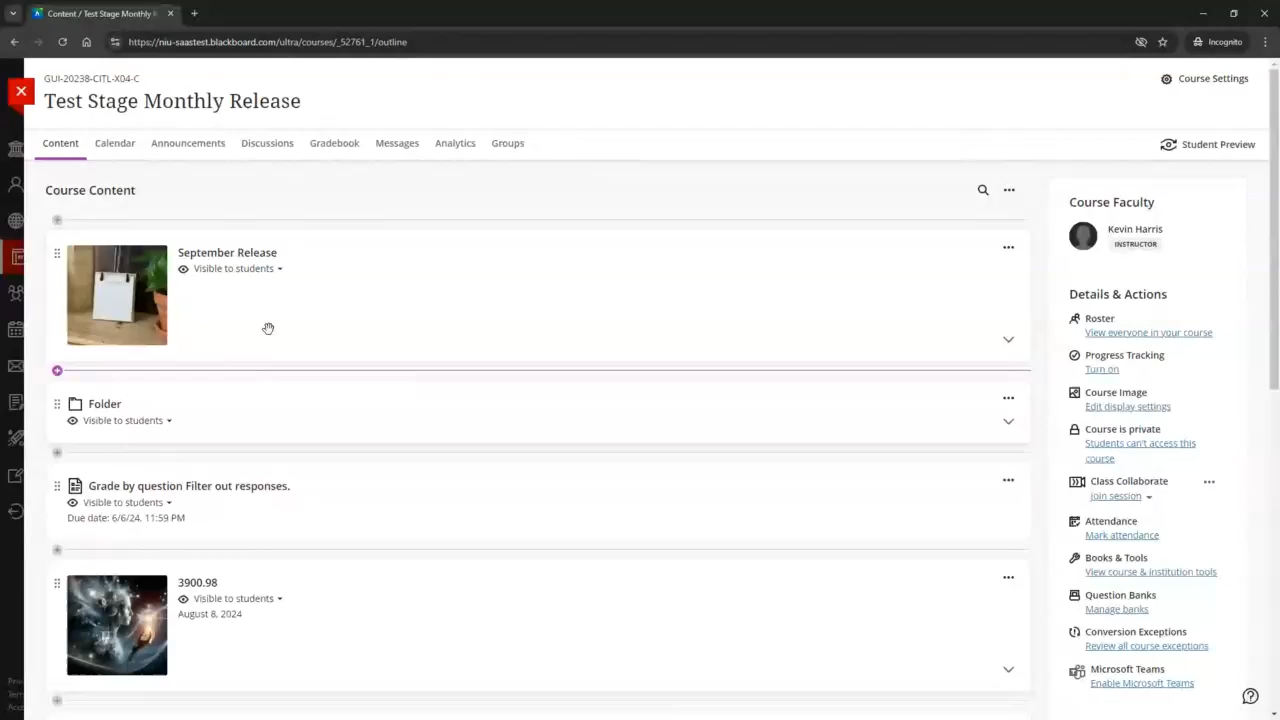 Content / Test Stage Monthly R
https://niu-saastest.blackboard.com/ultra/courses/_52761_1/outline
Incognito
GUI-20238-CITL-X04-C
Test Stage Monthly Release
Course Settings
Content
Calendar
Announcements
Discussions
Gradebook
Messages
Analytics
Groups
Student Preview
Course Content
September Release
Visible to students
Folder
Visible to students
Grade by question Filter out responses.
Visible to students
Due date: 6/6/24, 11:59 PM
3900.98
Visible to students
August 8, 2024
Course Faculty
Kevin Harris
INSTRUCTOR
Details & Actions
Roster
View everyone in your course
Progress Tracking
Turn on
Course Image
Edit display settings
Course is private
Students can't access this
course
Class Collaborate
Join session
Attendance
Mark attendance
Books & Tools
View course & institution tools
Question Banks
Manage banks
Conversion Exceptions
Review all course exceptions
Microsoft Teams
Enable Microsoft Teams